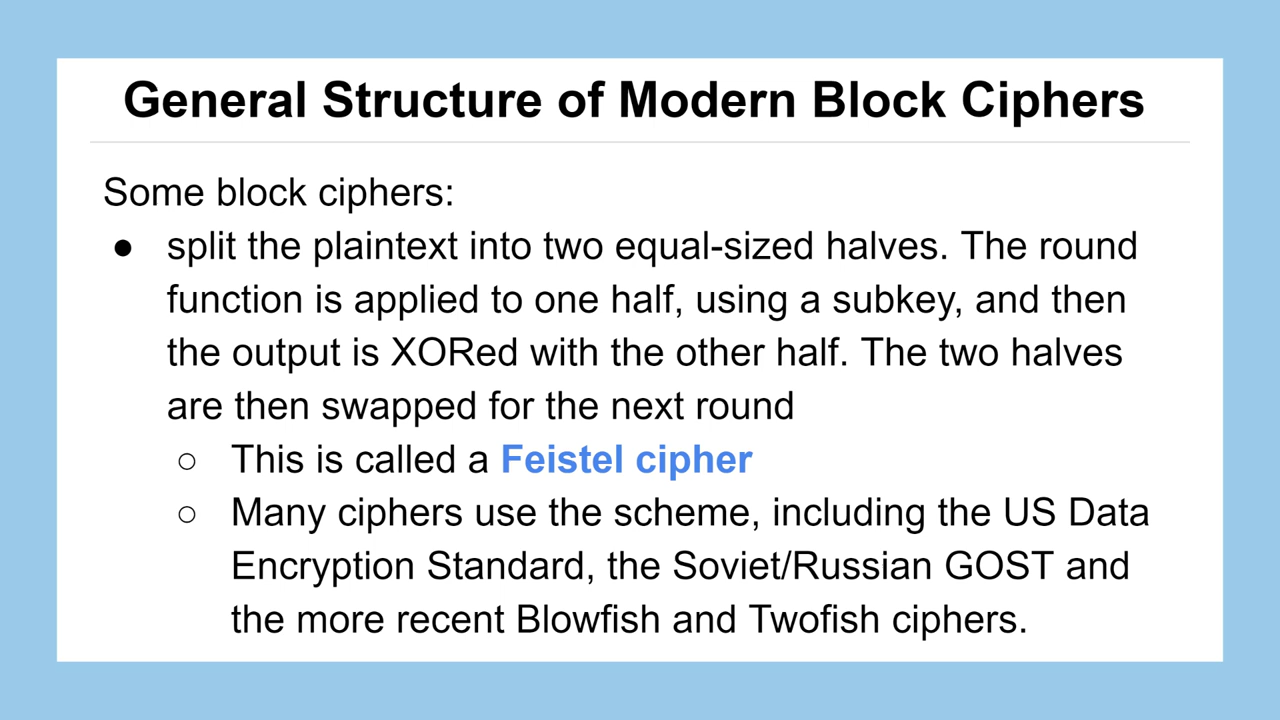 General Structure of Modern Block Ciphers
Some block ciphers:
● split the plaintext into two equal-sized halves. The round
function is applied to one half, using a subkey, and then
the output is XORed with the other half. The two halves
are then swapped for the next round
○ This is called a Feistel cipher
○ Many ciphers use the scheme, including the US Data
Encryption Standard, the Soviet/Russian GOST and
the more recent Blowfish and Twofish ciphers.